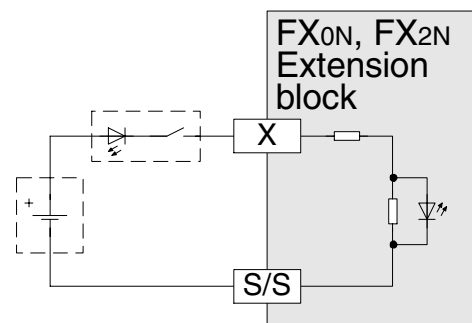 FX0N, FX2N
Extension
block
X
+
S/S